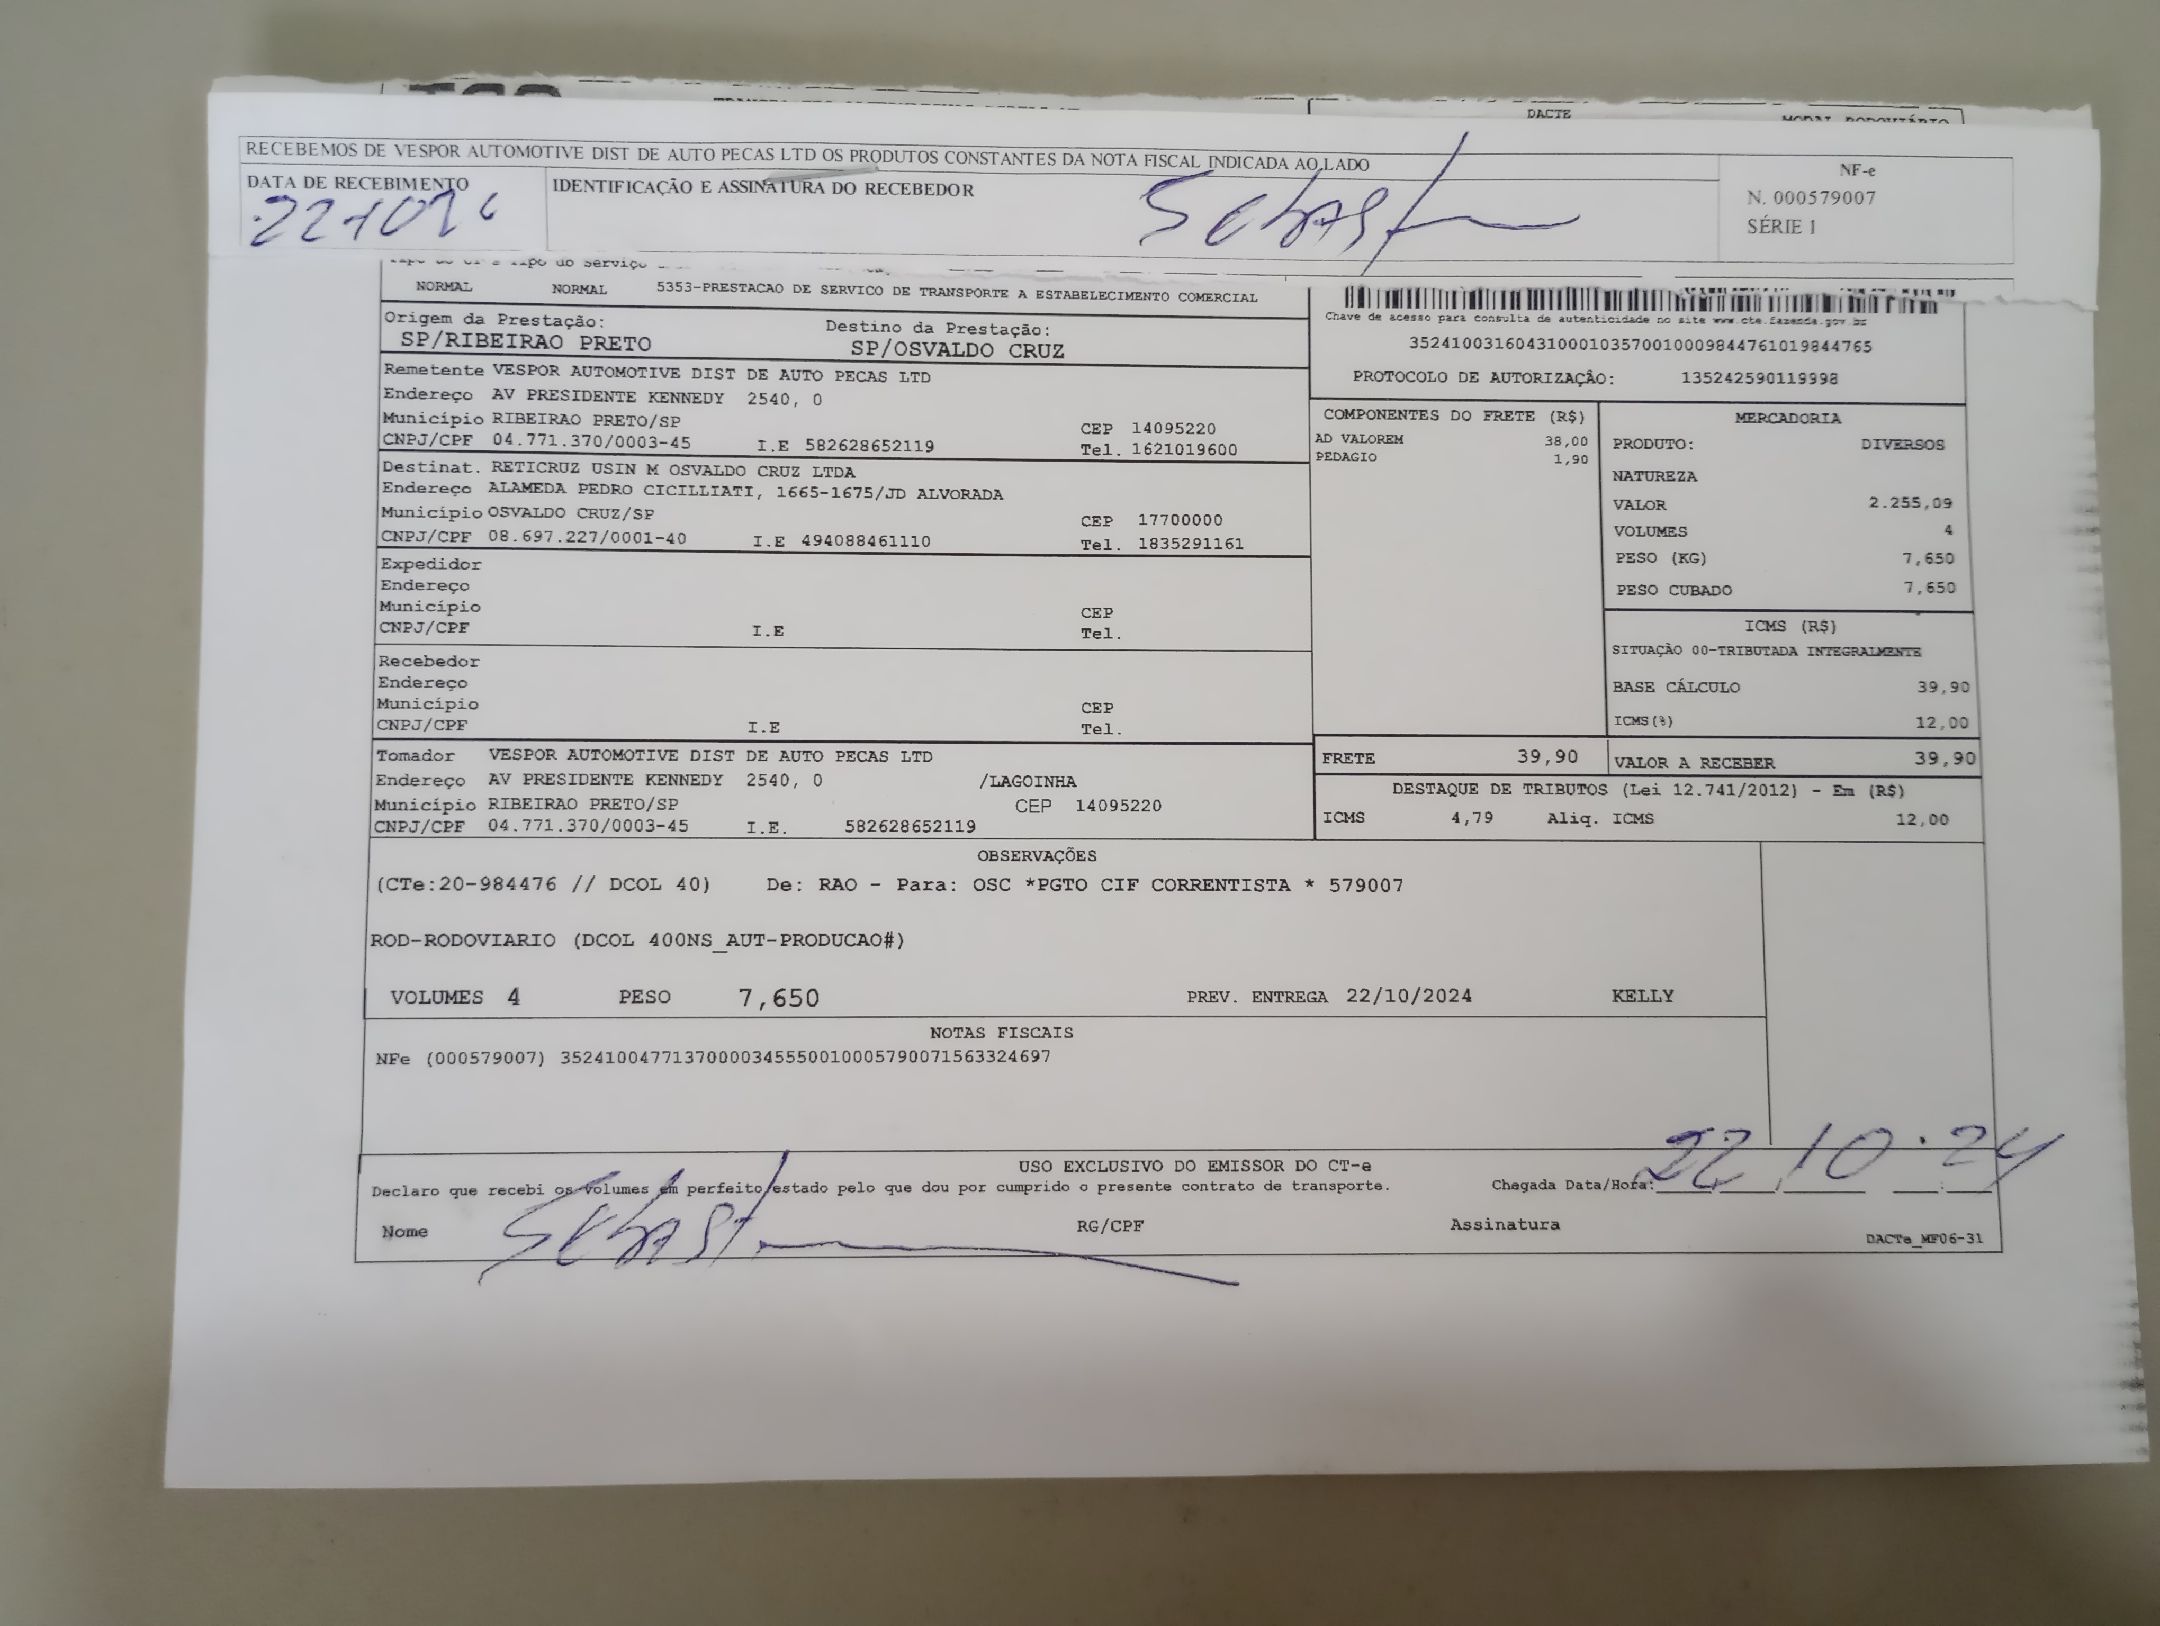 DACTE
MODAL RODOVIÁRIO
RECEBEMOS DE VESPOR AUTOMOTIVE DIST DE AUTO PECAS LTD OS PRODUTOS CONSTANTES DA NOTA FISCAL INDICADA AO LADO
NF-e
DATA DE RECEBIMENTO IDENTIFICAÇÃO E ASSINATURA DO RECEBEDOR
N. 000579007
SÉRIE 1
NORMAL NORMAL 5353-PRESTACAO DE SERVICO DE TRANSPORTE A ESTABELECIMENTO COMERCIAL
Chave de acesso para consulta de autenticidade no site www.cte.fazenda.gov.br
35241003160431000103570010009844761019844765
PROTOCOLO DE AUTORIZAÇÃO: 135242590119998
Origem da Prestação: Destino da Prestação:
SP/RIBEIRAO PRETO SP/OSVALDO CRUZ
Remetente VESPOR AUTOMOTIVE DIST DE AUTO PECAS LTD
Endereço AV PRESIDENTE KENNEDY 2540, 0
Município RIBEIRAO PRETO/SP CEP 14095220
CNPJ/CPF 04.771.370/0003-45 I.E 582628652119 Tel. 1621019600
Destinat. RETICRUZ USIN M OSVALDO CRUZ LTDA
Endereço ALAMEDA PEDRO CICILLIATI, 1665-1675/JD ALVORADA
Município OSVALDO CRUZ/SP CEP 17700000
CNPJ/CPF 08.697.227/0001-40 I.E 494088461110 Tel. 1835291161
Expedidor
Endereço
Município CEP
CNPJ/CPF I.E Tel.
Recebedor
Endereço
Município CEP
CNPJ/CPF I.E Tel.
Tomador VESPOR AUTOMOTIVE DIST DE AUTO PECAS LTD
Endereço AV PRESIDENTE KENNEDY 2540, 0 /LAGOINHA
Município RIBEIRAO PRETO/SP CEP 14095220
CNPJ/CPF 04.771.370/0003-45 I.E. 582628652119
COMPONENTES DO FRETE (R$)
AD VALOREM 38,00
PEDAGIO 1,90
MERCADORIA
PRODUTO: DIVERSOS
NATUREZA
VALOR 2.255,09
VOLUMES 4
PESO (KG) 7,650
PESO CUBADO 7,650
ICMS (R$)
SITUAÇÃO 00-TRIBUTADA INTEGRALMENTE
BASE CÁLCULO 39,90
ICMS(%) 12,00
FRETE 39,90 VALOR A RECEBER 39,90
DESTAQUE DE TRIBUTOS (Lei 12.741/2012) - Em (R$)
ICMS 4,79 Aliq. ICMS 12,00
OBSERVAÇÕES
(CTe:20-984476 // DCOL 40) De: RAO - Para: OSC *PGTO CIF CORRENTISTA * 579007
ROD-RODOVIARIO (DCOL 400NS_AUT-PRODUCAO#)
VOLUMES 4 PESO 7,650 PREV. ENTREGA 22/10/2024 KELLY
NOTAS FISCAIS
NFe (000579007) 35241004771370000345550010005790071563324697
USO EXCLUSIVO DO EMISSOR DO CT-e
Declaro que recebi os volumes em perfeito estado pelo que dou por cumprido o presente contrato de transporte. Chegada Data/Hora: 22/10.24
Nome RG/CPF Assinatura
DACTe_MF06-31